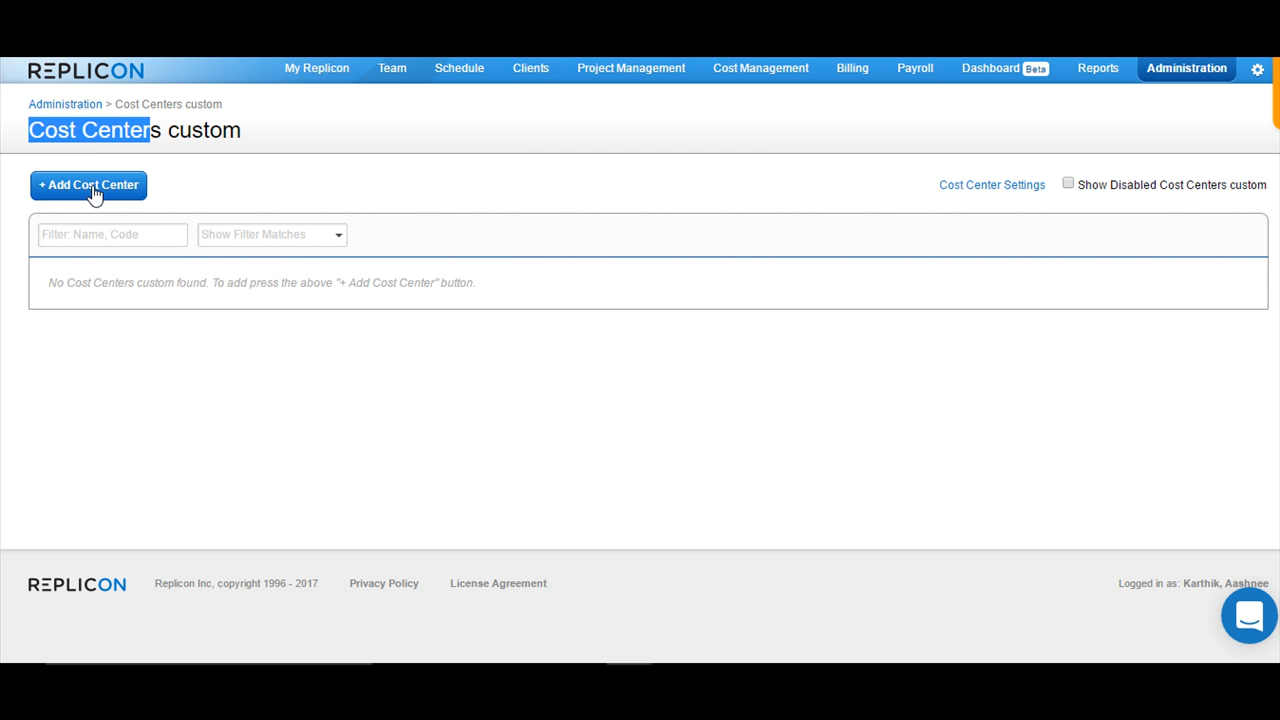 REPLICON My Replicon Team Schedule Clients Project Management Cost Management Billing Payroll Dashboard Beta Reports Administration
Administration > Cost Centers custom
Cost Centers custom
+ Add Cost Center Cost Center Settings Show Disabled Cost Centers custom
Filter: Name, Code Show Filter Matches
No Cost Centers custom found. To add press the above "+ Add Cost Center" button.
REPLICON Replicon Inc, copyright 1996 - 2017 Privacy Policy License Agreement Logged in as: Karthik, Aashnee